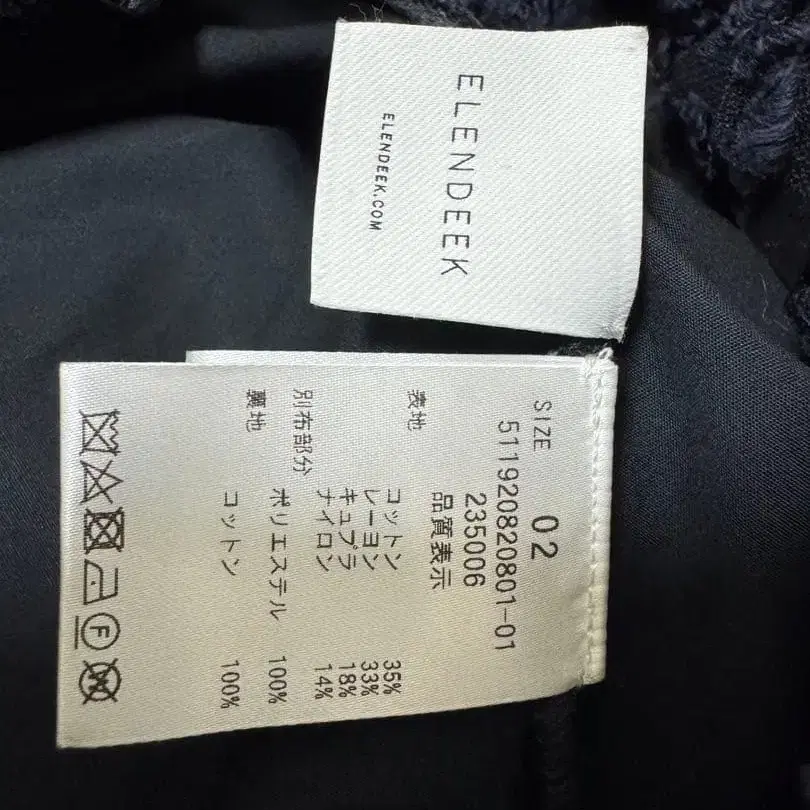 ELENDEEK
ELENDEEK.COM
SIZE 02
511920820801-01
235006
品質表示
表地
コットン 35%
レーヨン 33%
キュプラ 18%
ナイロン 14%
別布部分
ポリエステル 100%
裏地
コットン 100%
F
W